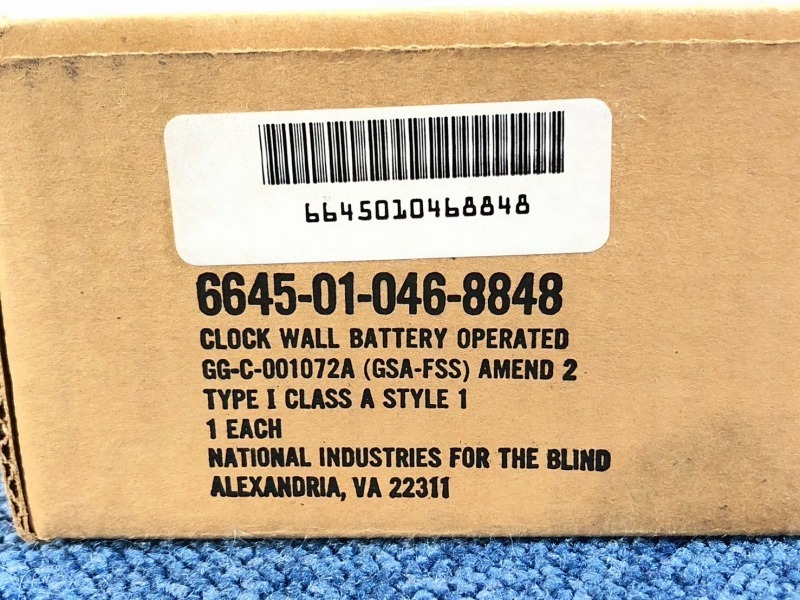 6645010468848
6645-01-046-8848
CLOCK WALL BATTERY OPERATED
GG-C-001072A (GSA-FSS) AMEND 2
TYPE I CLASS A STYLE 1
1 EACH
NATIONAL INDUSTRIES FOR THE BLIND
ALEXANDRIA, VA 22311